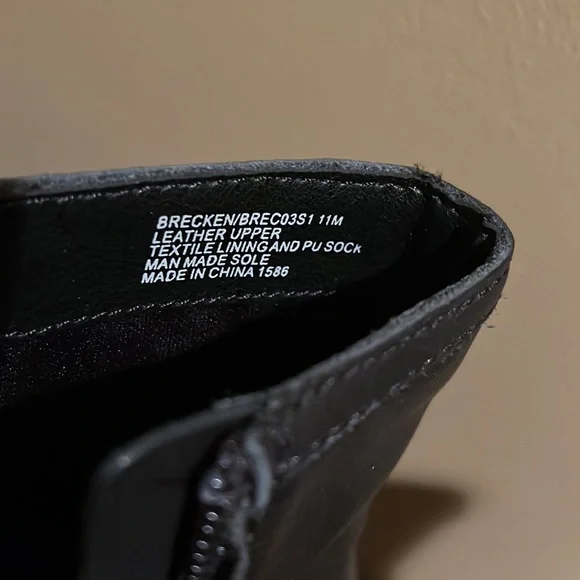 BRECKEN/BREC03S1 11M
LEATHER UPPER
TEXTILE LINING AND PU SOCK
MAN MADE SOLE
MADE IN CHINA 1586